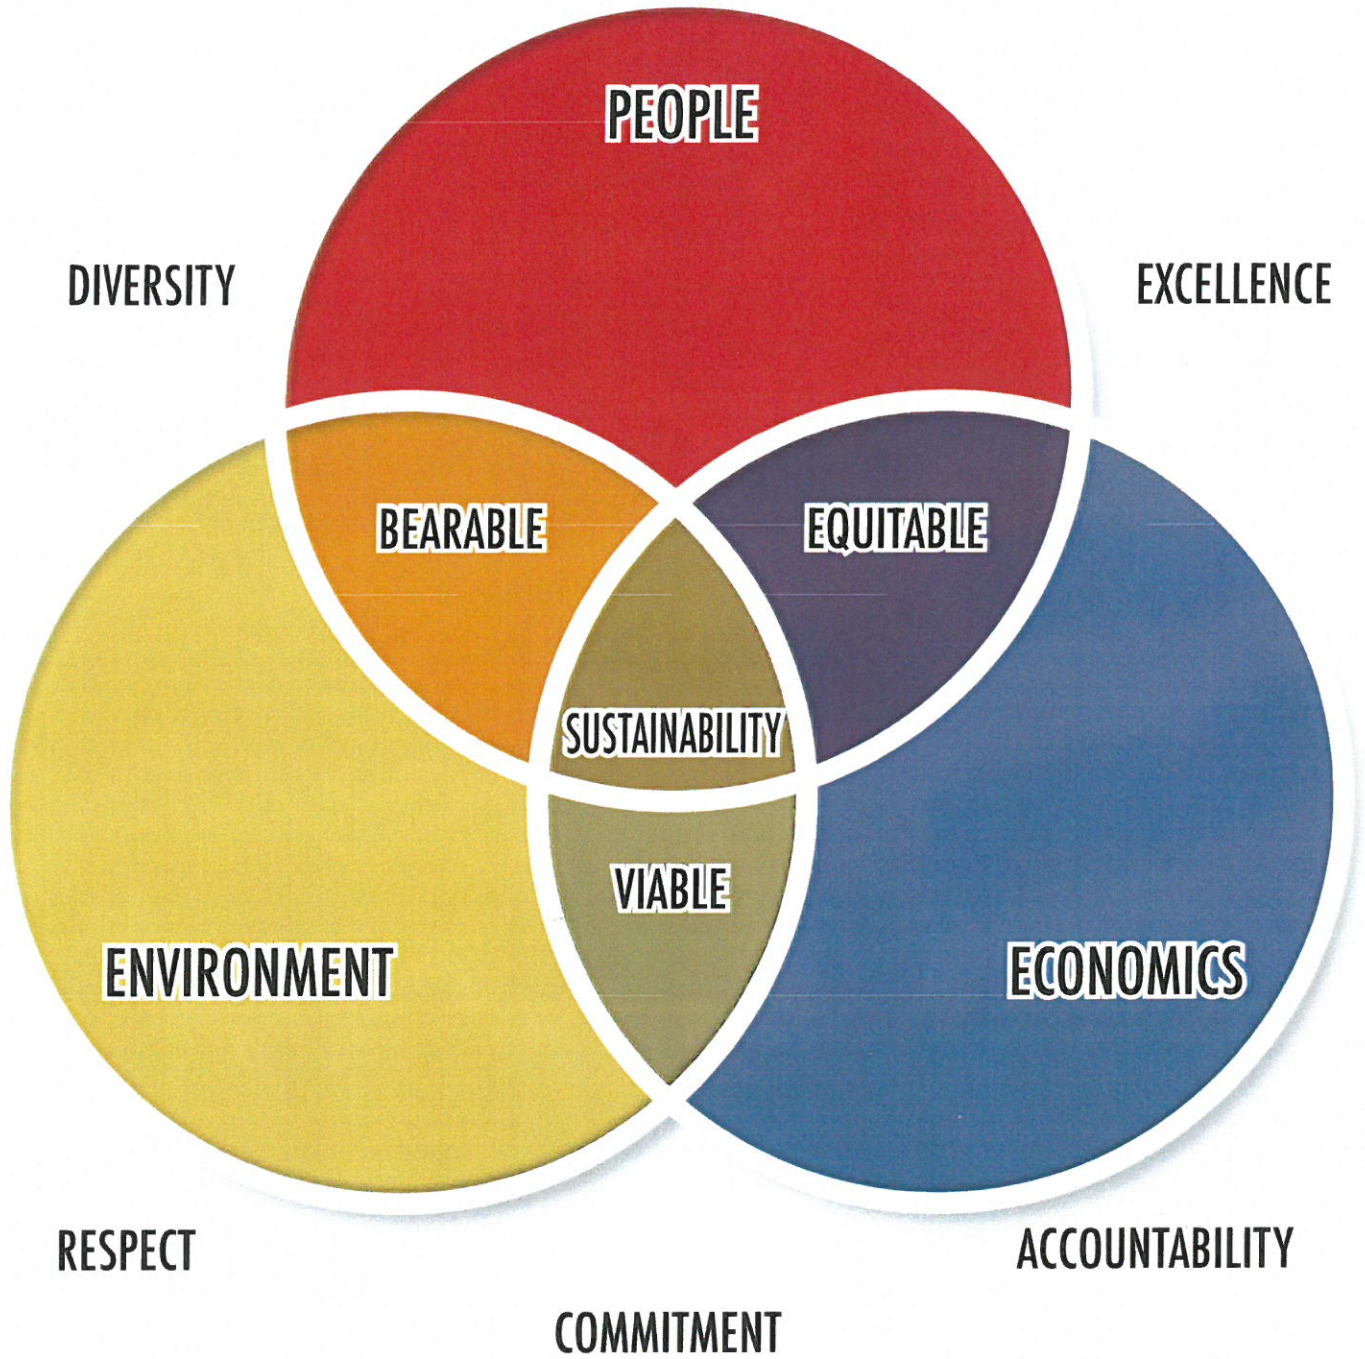 PEOPLE
DIVERSITY
EXCELLENCE
BEARABLE
EQUITABLE
SUSTAINABILITY
VIABLE
ENVIRONMENT
ECONOMICS
RESPECT
ACCOUNTABILITY
COMMITMENT